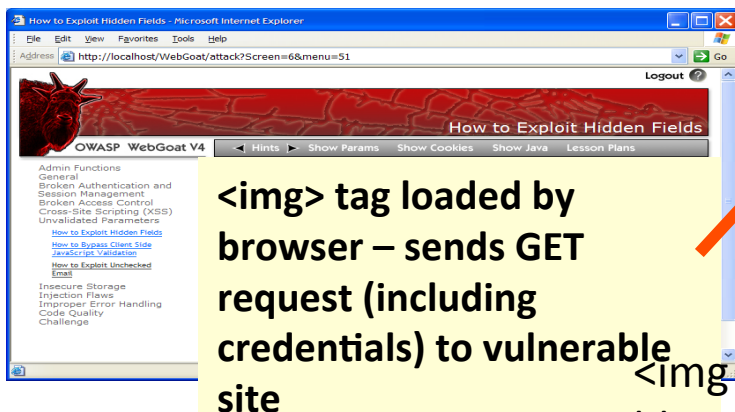 How to Exploit Hidden Fields - Microsoft Internet Explorer
File Edit View Favorites Tools Help
Address http://localhost/WebGoat/attack?Screen=6&menu=51 Go
Logout ?
How to Exploit Hidden Fields
OWASP WebGoat V4 Hints Show Params Show Cookies Show Java Lesson Plans
Admin Functions
General
Broken Authentication and
Session Management
Broken Access Control
Cross-Site Scripting (XSS)
Unvalidated Parameters
How to Exploit Hidden Fields
How to Bypass Client Side
JavaScript Validation
How to Exploit Unchecked
Email
Insecure Storage
Injection Flaws
Improper Error Handling
Code Quality
Challenge
<img> tag loaded by
browser – sends GET
request (including
credentials) to vulnerable
site
<img